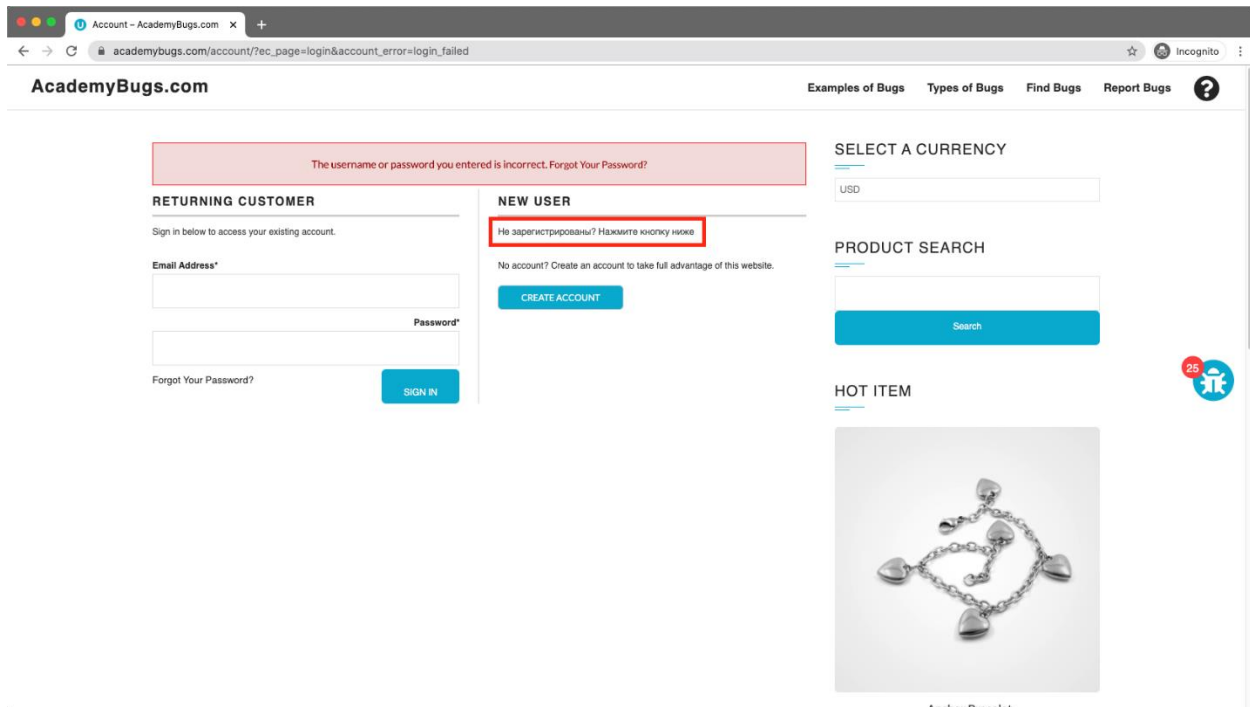 Account – AcademyBugs.com
academybugs.com/account/?ec_page=login&account_error=login_failed
Incognito
AcademyBugs.com
Examples of Bugs
Types of Bugs
Find Bugs
Report Bugs
?
The username or password you entered is incorrect. Forgot Your Password?
RETURNING CUSTOMER
Sign in below to access your existing account.
Email Address*
Password*
Forgot Your Password?
SIGN IN
NEW USER
Не зарегистрированы? Нажмите кнопку ниже
No account? Create an account to take full advantage of this website.
CREATE ACCOUNT
SELECT A CURRENCY
USD
PRODUCT SEARCH
Search
25
HOT ITEM